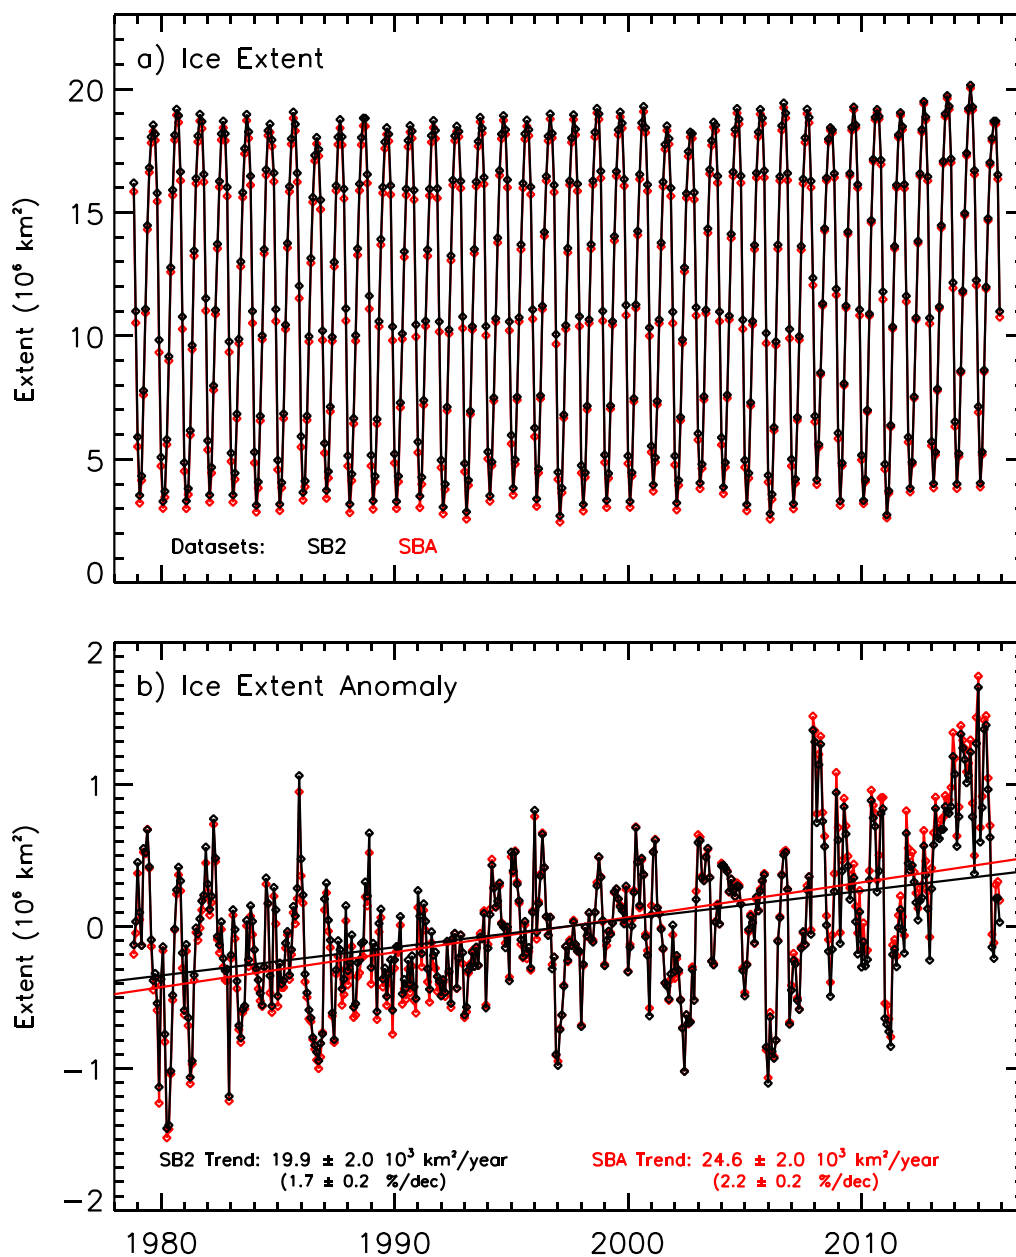 a) Ice Extent
20
15
10
5
0
Extent (10⁶ km²)
Datasets: SB2 SBA
2
b) Ice Extent Anomaly
1
0
−1
−2
Extent (10⁶ km²)
SB2 Trend: 19.9 ± 2.0 10³ km²/year
(1.7 ± 0.2 %/dec)
SBA Trend: 24.6 ± 2.0 10³ km²/year
(2.2 ± 0.2 %/dec)
1980 1990 2000 2010